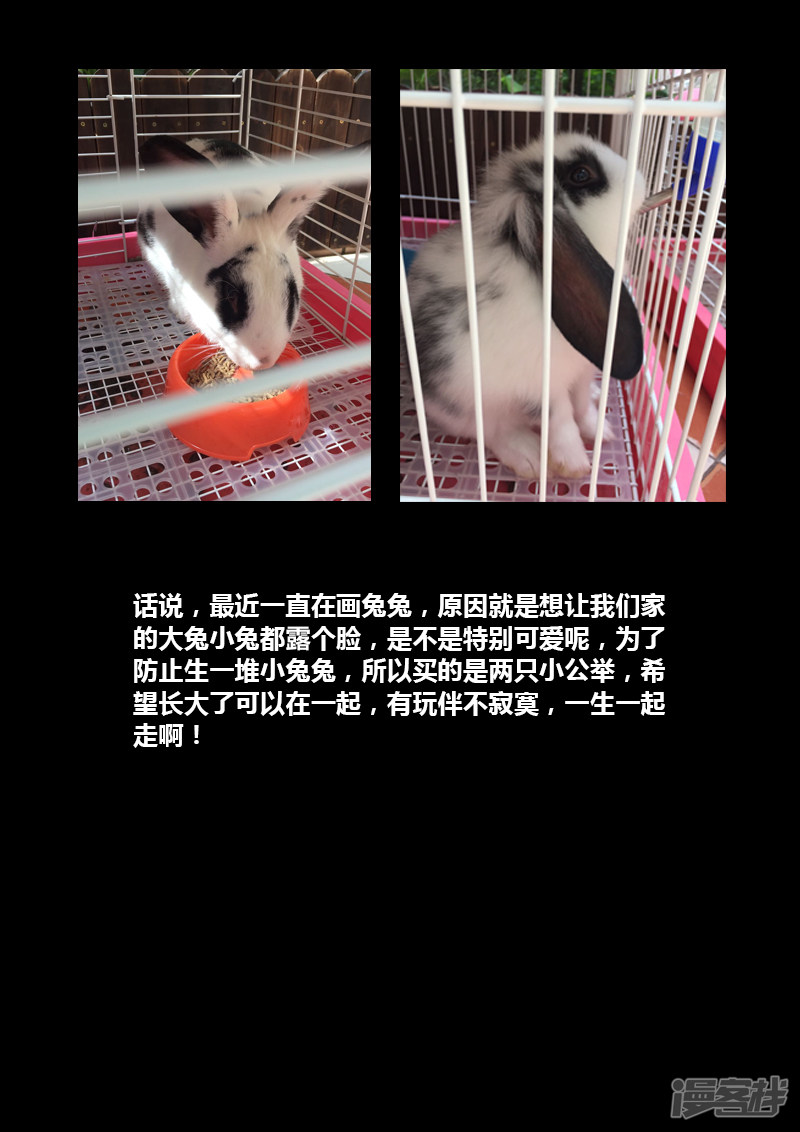 话说，最近一直在画兔兔，原因就是想让我们家
的大兔小兔都露个脸，是不是特别可爱呢，为了
防止生一堆小兔兔，所以买的是两只小公举，希
望长大了可以在一起，有玩伴不寂寞，一生一起
走啊！
漫客栈